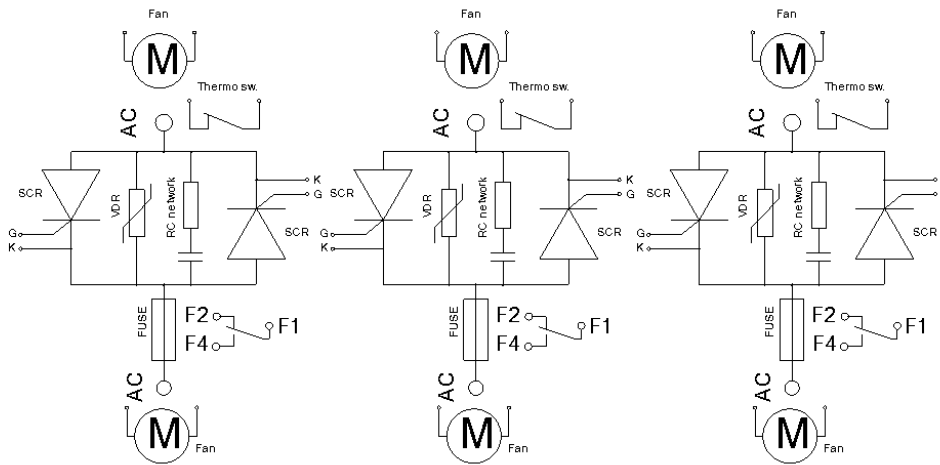 Fan Fan Fan
M M M
Thermo sw. Thermo sw. Thermo sw.
AC AC AC
SCR VDR RC network K G SCR VDR RC network K G SCR VDR RC network
G SCR G SCR G SCR
K K K
FUSE F2 F1 FUSE F2 F1 FUSE F2 F1
F4 F4 F4
AC AC AC
M M M
Fan Fan Fan